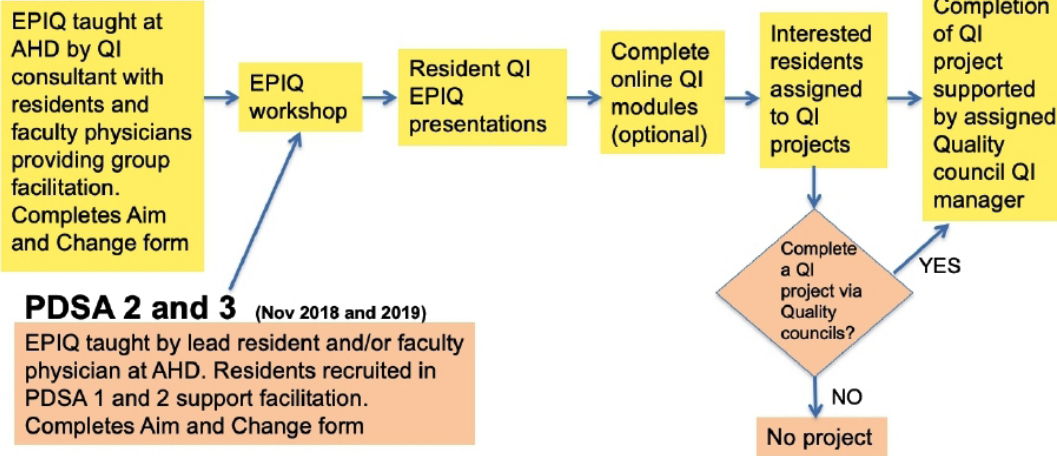 EPIQ taught at
AHD by QI
consultant with
residents and
faculty physicians
providing group
facilitation.
Completes Aim
and Change form
EPIQ
workshop
Resident QI
EPIQ
presentations
Complete
online QI
modules
(optional)
Interested
residents
assigned
to QI
projects
Completion
of QI
project
supported
by assigned
Quality
council QI
manager
Complete
a QI
project via
Quality
councils?
YES
NO
No project
PDSA 2 and 3 (Nov 2018 and 2019)
EPIQ taught by lead resident and/or faculty
physician at AHD. Residents recruited in
PDSA 1 and 2 support facilitation.
Completes Aim and Change form